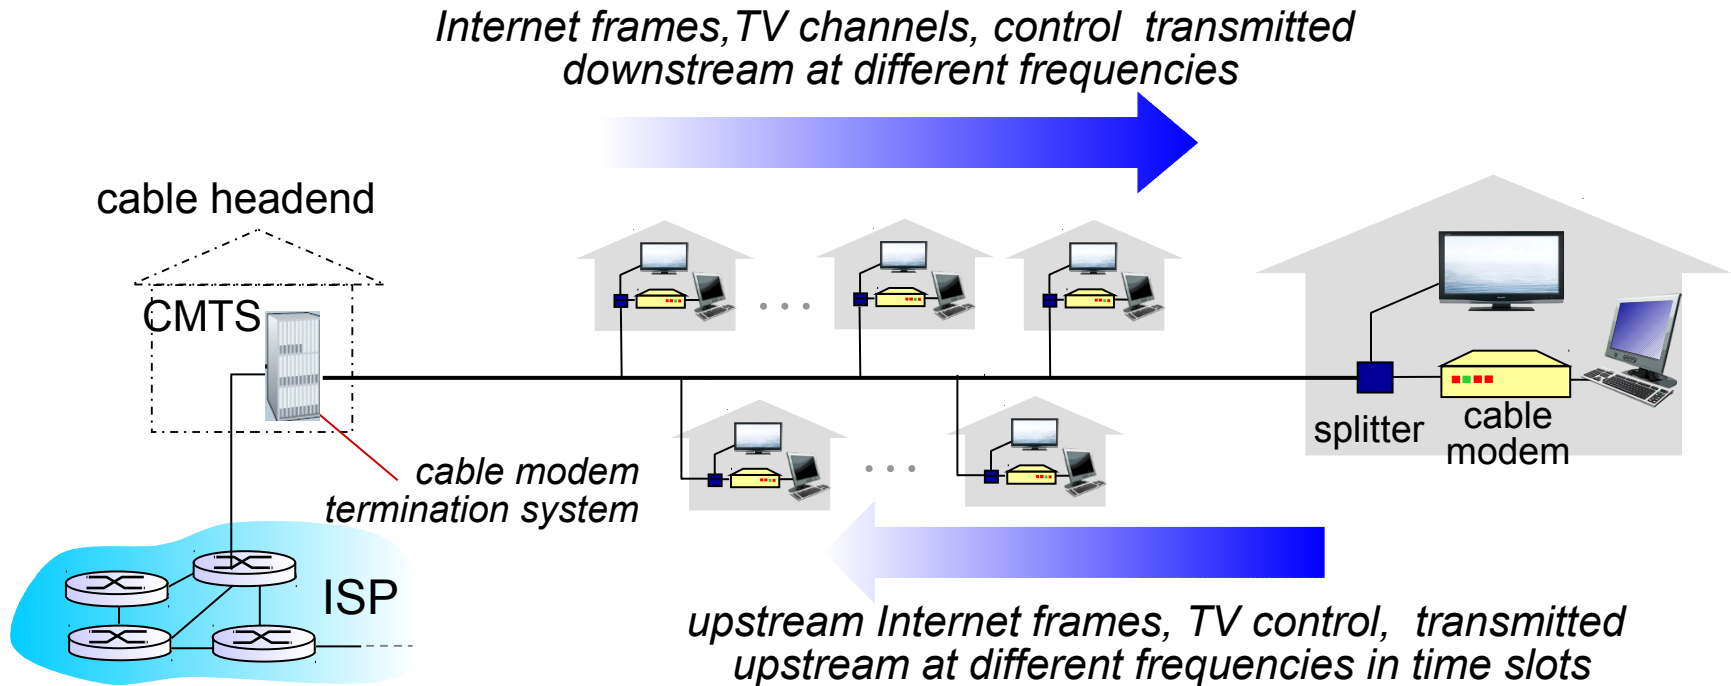 Internet frames,TV channels, control transmitted
downstream at different frequencies
cable headend
CMTS
splitter
cable
modem
cable modem
termination system
ISP
upstream Internet frames, TV control, transmitted
upstream at different frequencies in time slots